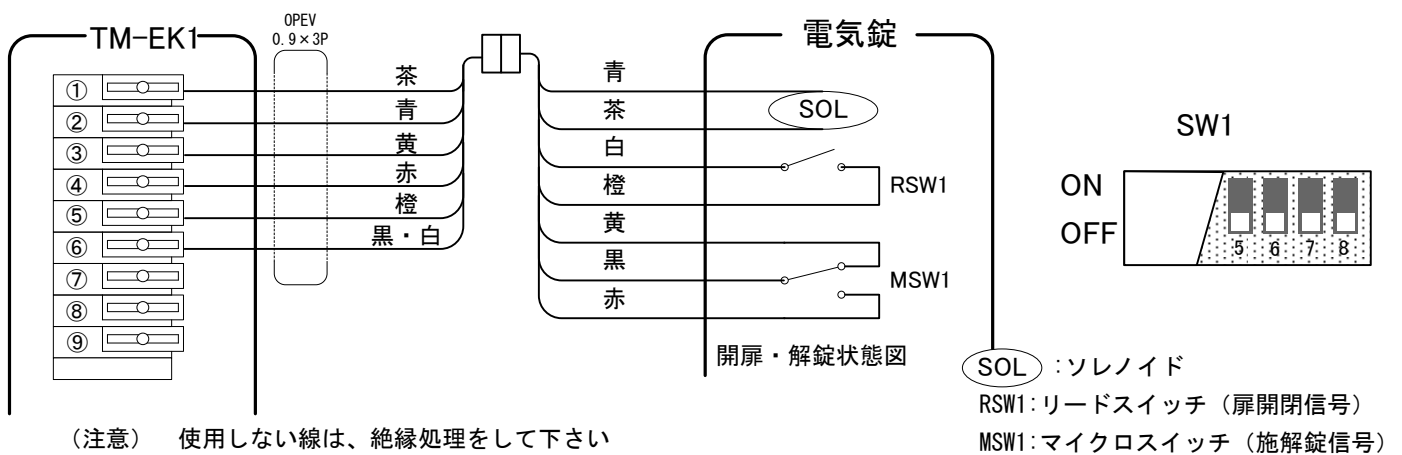 TM-EK1
OPEV
0.9×3P
①
②
③
④
⑤
⑥
⑦
⑧
⑨
茶
青
黄
赤
橙
黒・白
青
茶
白
橙
黄
黒
赤
電気錠
SOL
RSW1
MSW1
開扉・解錠状態図
SW1
ON
OFF
5 6 7 8
SOL :ソレノイド
RSW1:リードスイッチ（扉開閉信号）
MSW1:マイクロスイッチ（施解錠信号）
（注意） 使用しない線は、絶縁処理をして下さい